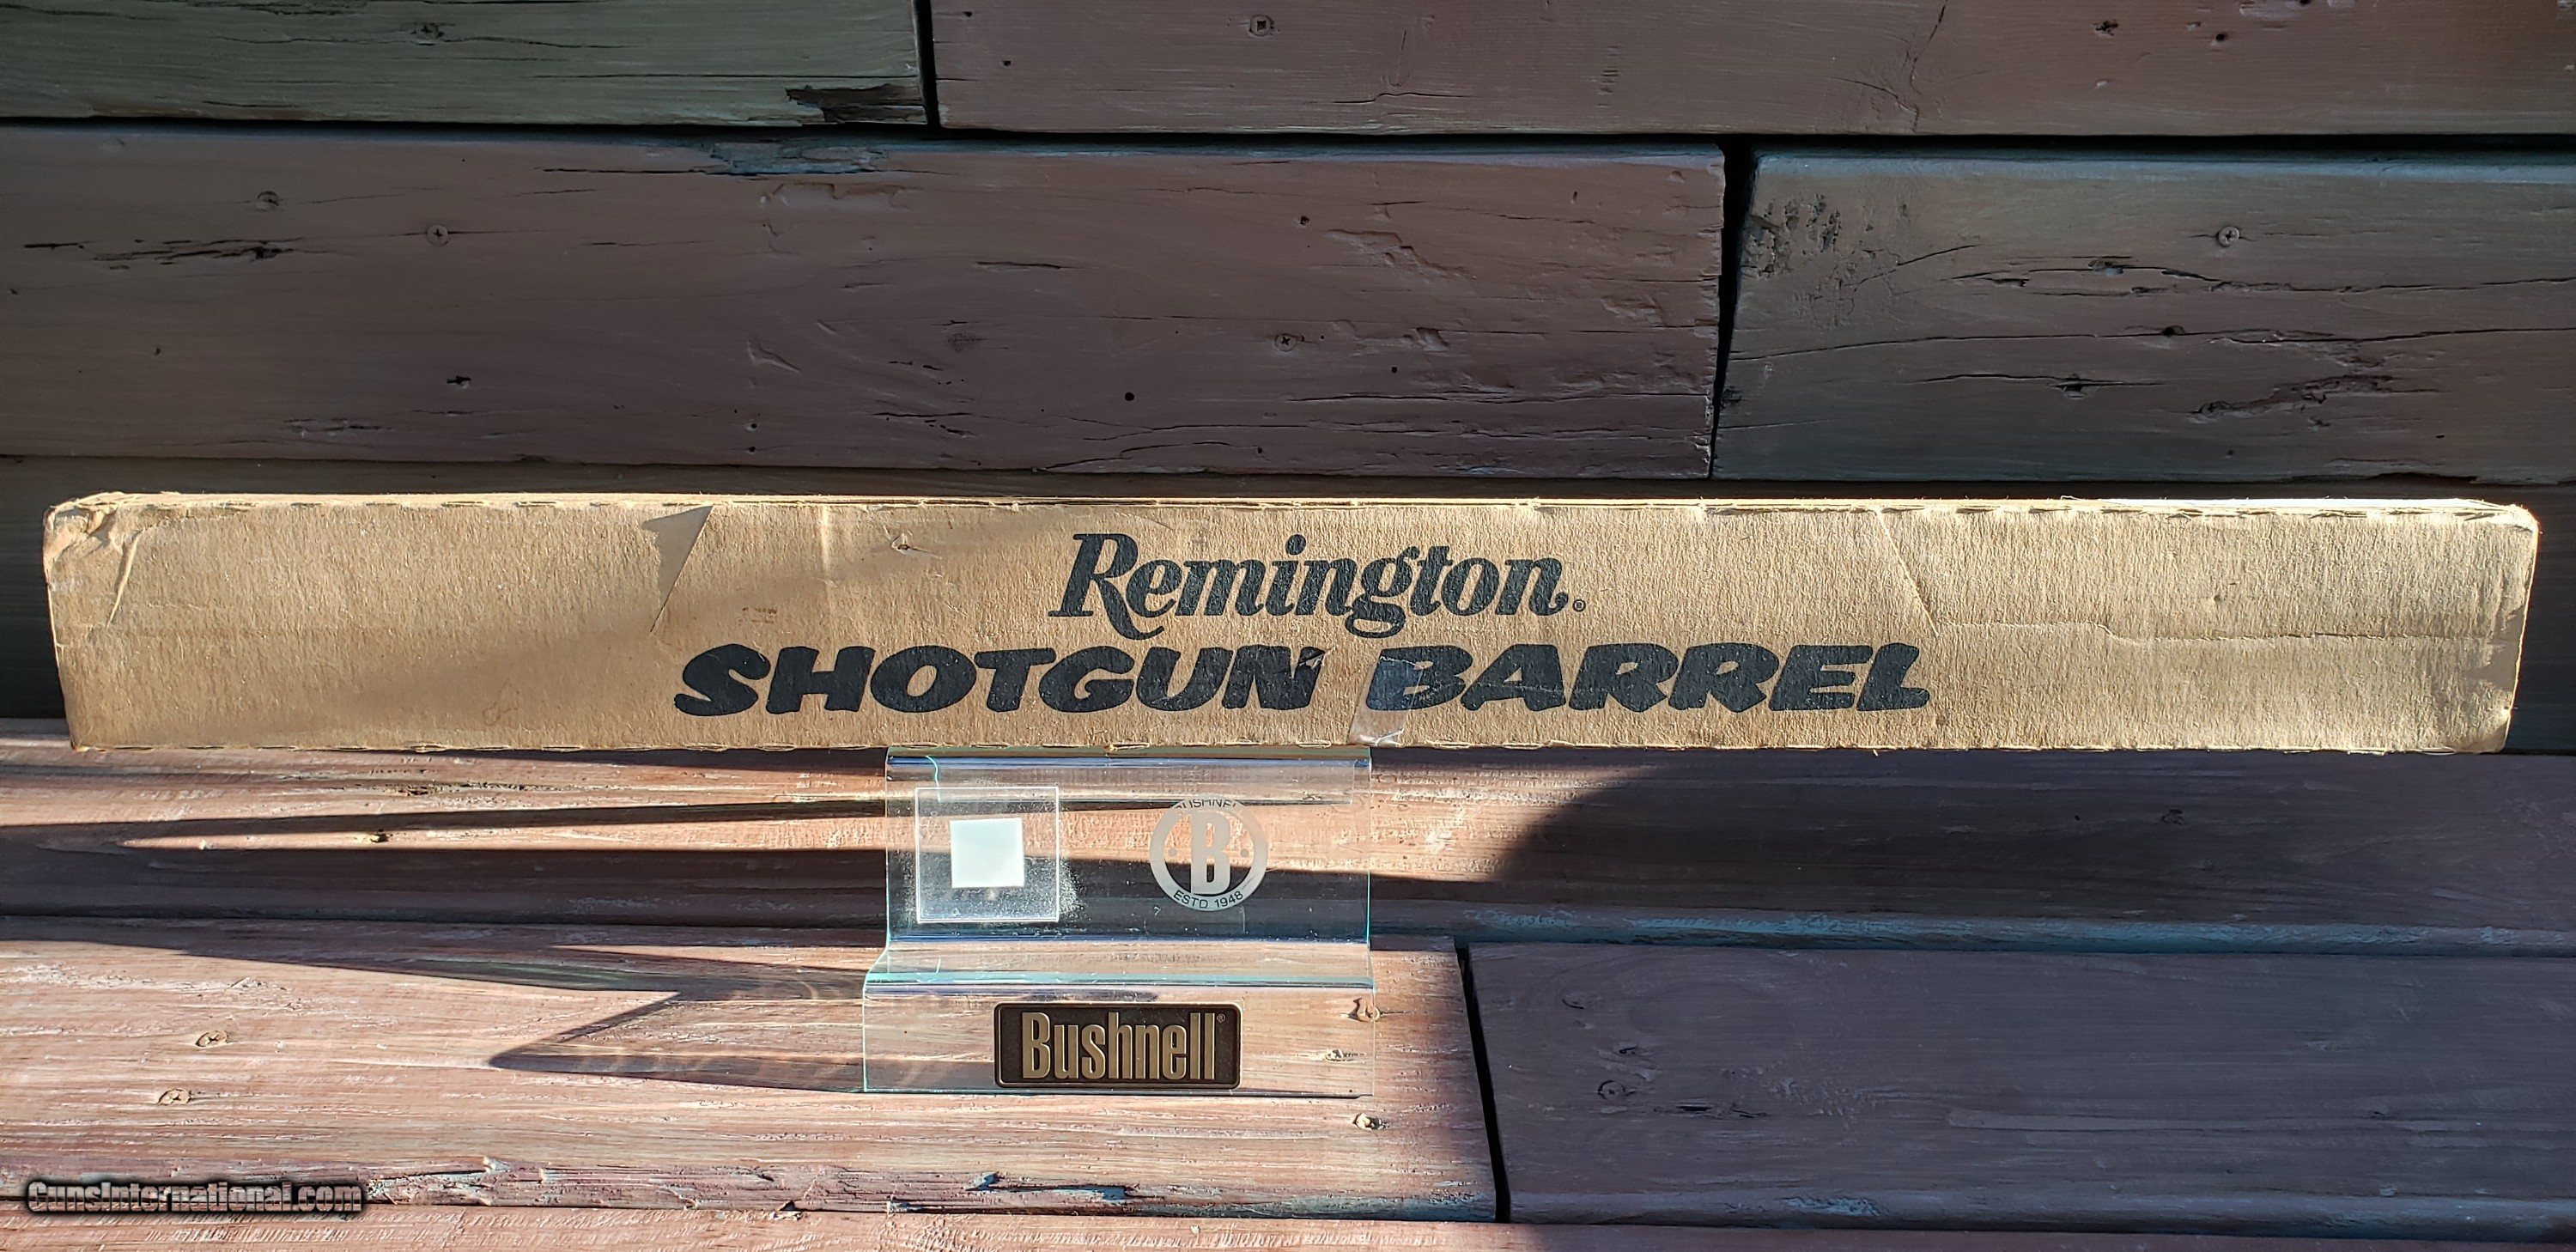 Remington®
SHOTGUN BARREL
BUSHNELL
B
ESTD 1948
Bushnell®
GunsInternational.com